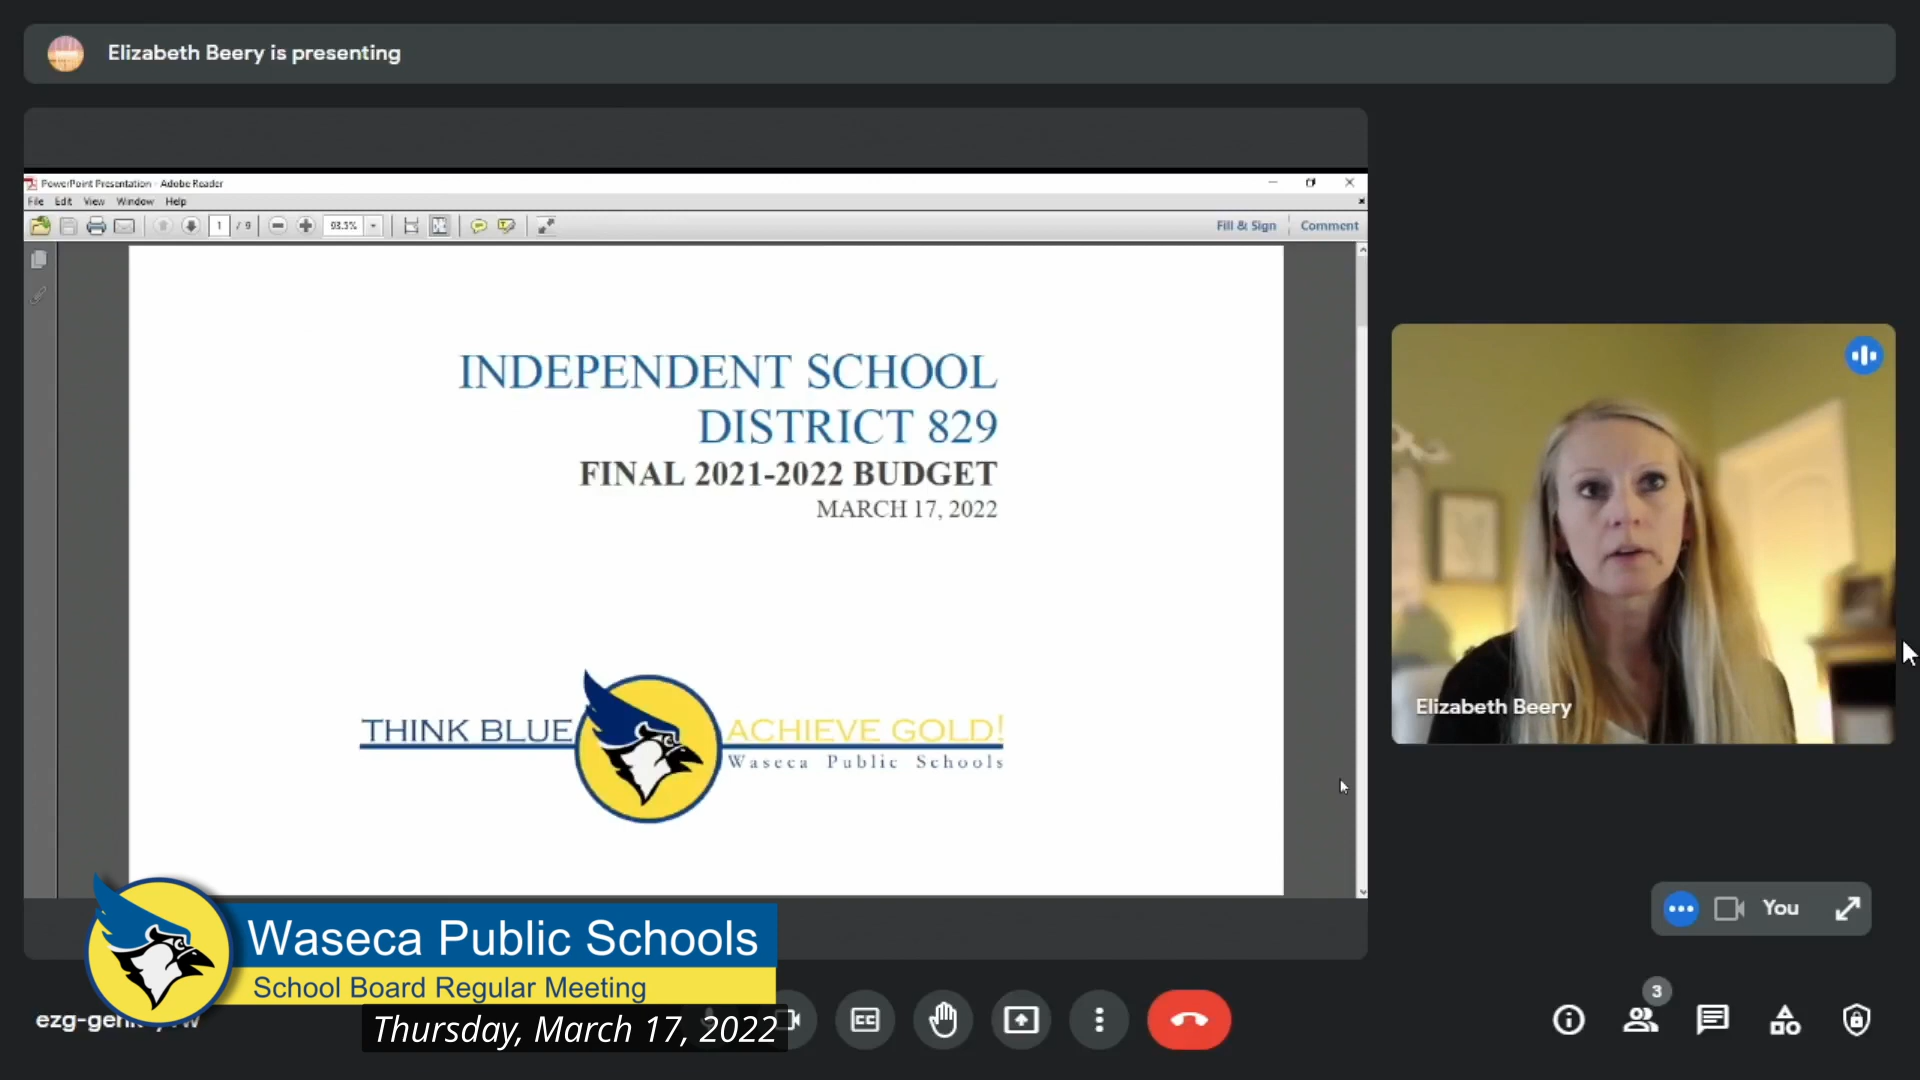 Elizabeth Beery is presenting
PowerPoint Presentation - Adobe Reader
File Edit View Window Help
1 / 9 93.5% Fill & Sign Comment
INDEPENDENT SCHOOL
DISTRICT 829
FINAL 2021-2022 BUDGET
MARCH 17, 2022
THINK BLUE ACHIEVE GOLD!
Waseca Public Schools
Elizabeth Beery
You
Waseca Public Schools
School Board Regular Meeting
Thursday, March 17, 2022
CC
3